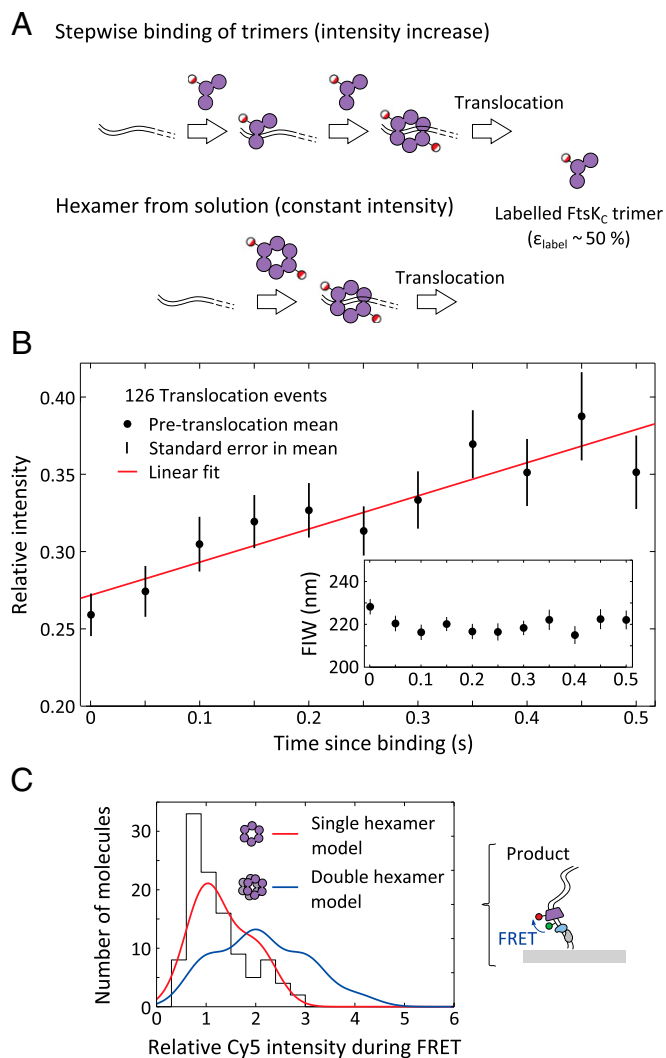 A
Stepwise binding of trimers (intensity increase)
Translocation
Hexamer from solution (constant intensity)
Labelled FtsKC trimer
(εlabel ~ 50 %)
Translocation
B
126 Translocation events
Pre-translocation mean
Standard error in mean
Linear fit
Relative intensity
0.40
0.35
0.30
0.25
0.20
0
0.1
0.2
0.3
0.4
0.5
Time since binding (s)
FIW (nm)
240
220
200
0
0.1
0.2
0.3
0.4
0.5
C
Number of molecules
30
20
10
0
0
1
2
3
4
5
6
Relative Cy5 intensity during FRET
Single hexamer
model
Double hexamer
model
Product
FRET